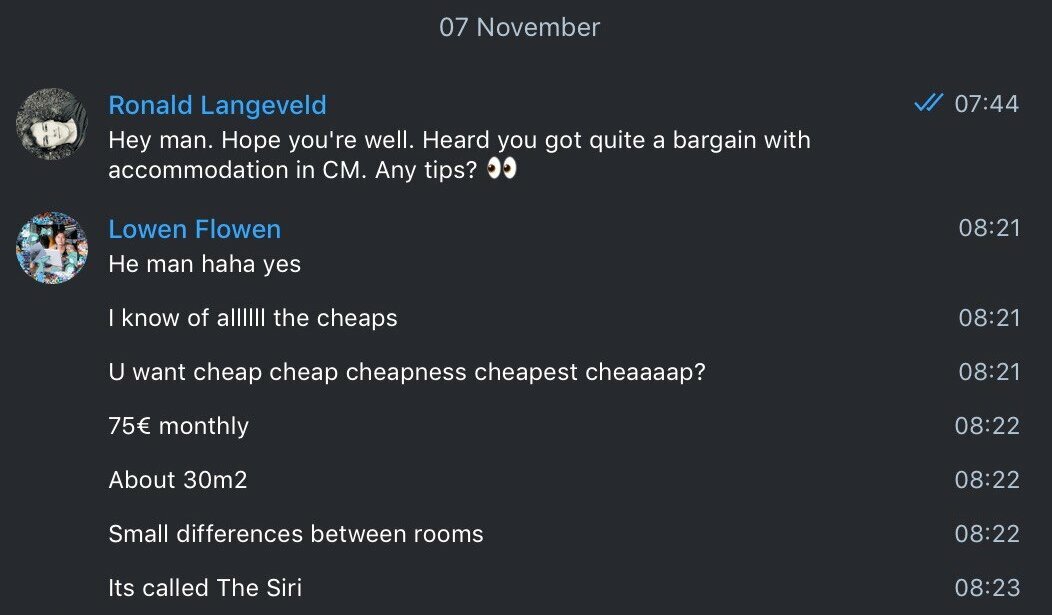 07 November
Ronald Langeveld 07:44
Hey man. Hope you're well. Heard you got quite a bargain with
accommodation in CM. Any tips? 👀
Lowen Flowen 08:21
He man haha yes
I know of allllll the cheaps 08:21
U want cheap cheap cheapness cheapest cheaaaap? 08:21
75€ monthly 08:22
About 30m2 08:22
Small differences between rooms 08:22
Its called The Siri 08:23